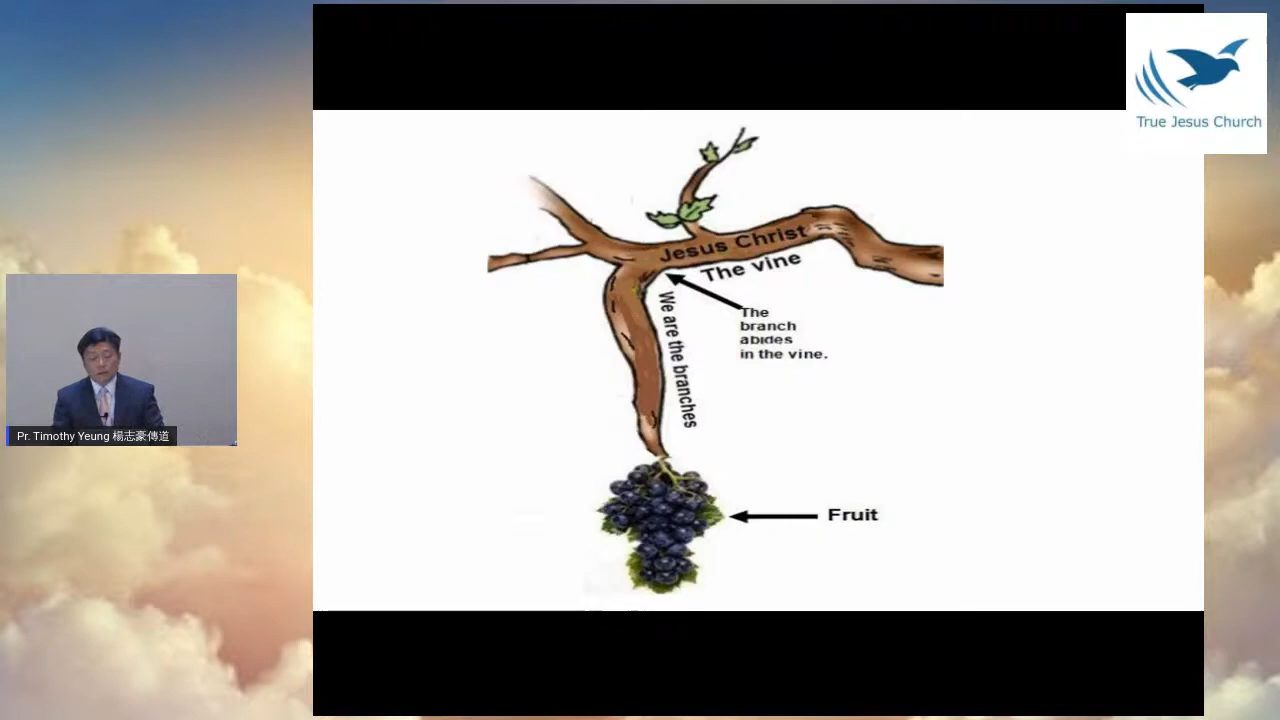 True Jesus Church
Jesus Christ
The vine
We are the branches
The
branch
abides
in the vine.
Fruit
Pr. Timothy Yeung 楊志豪傳道